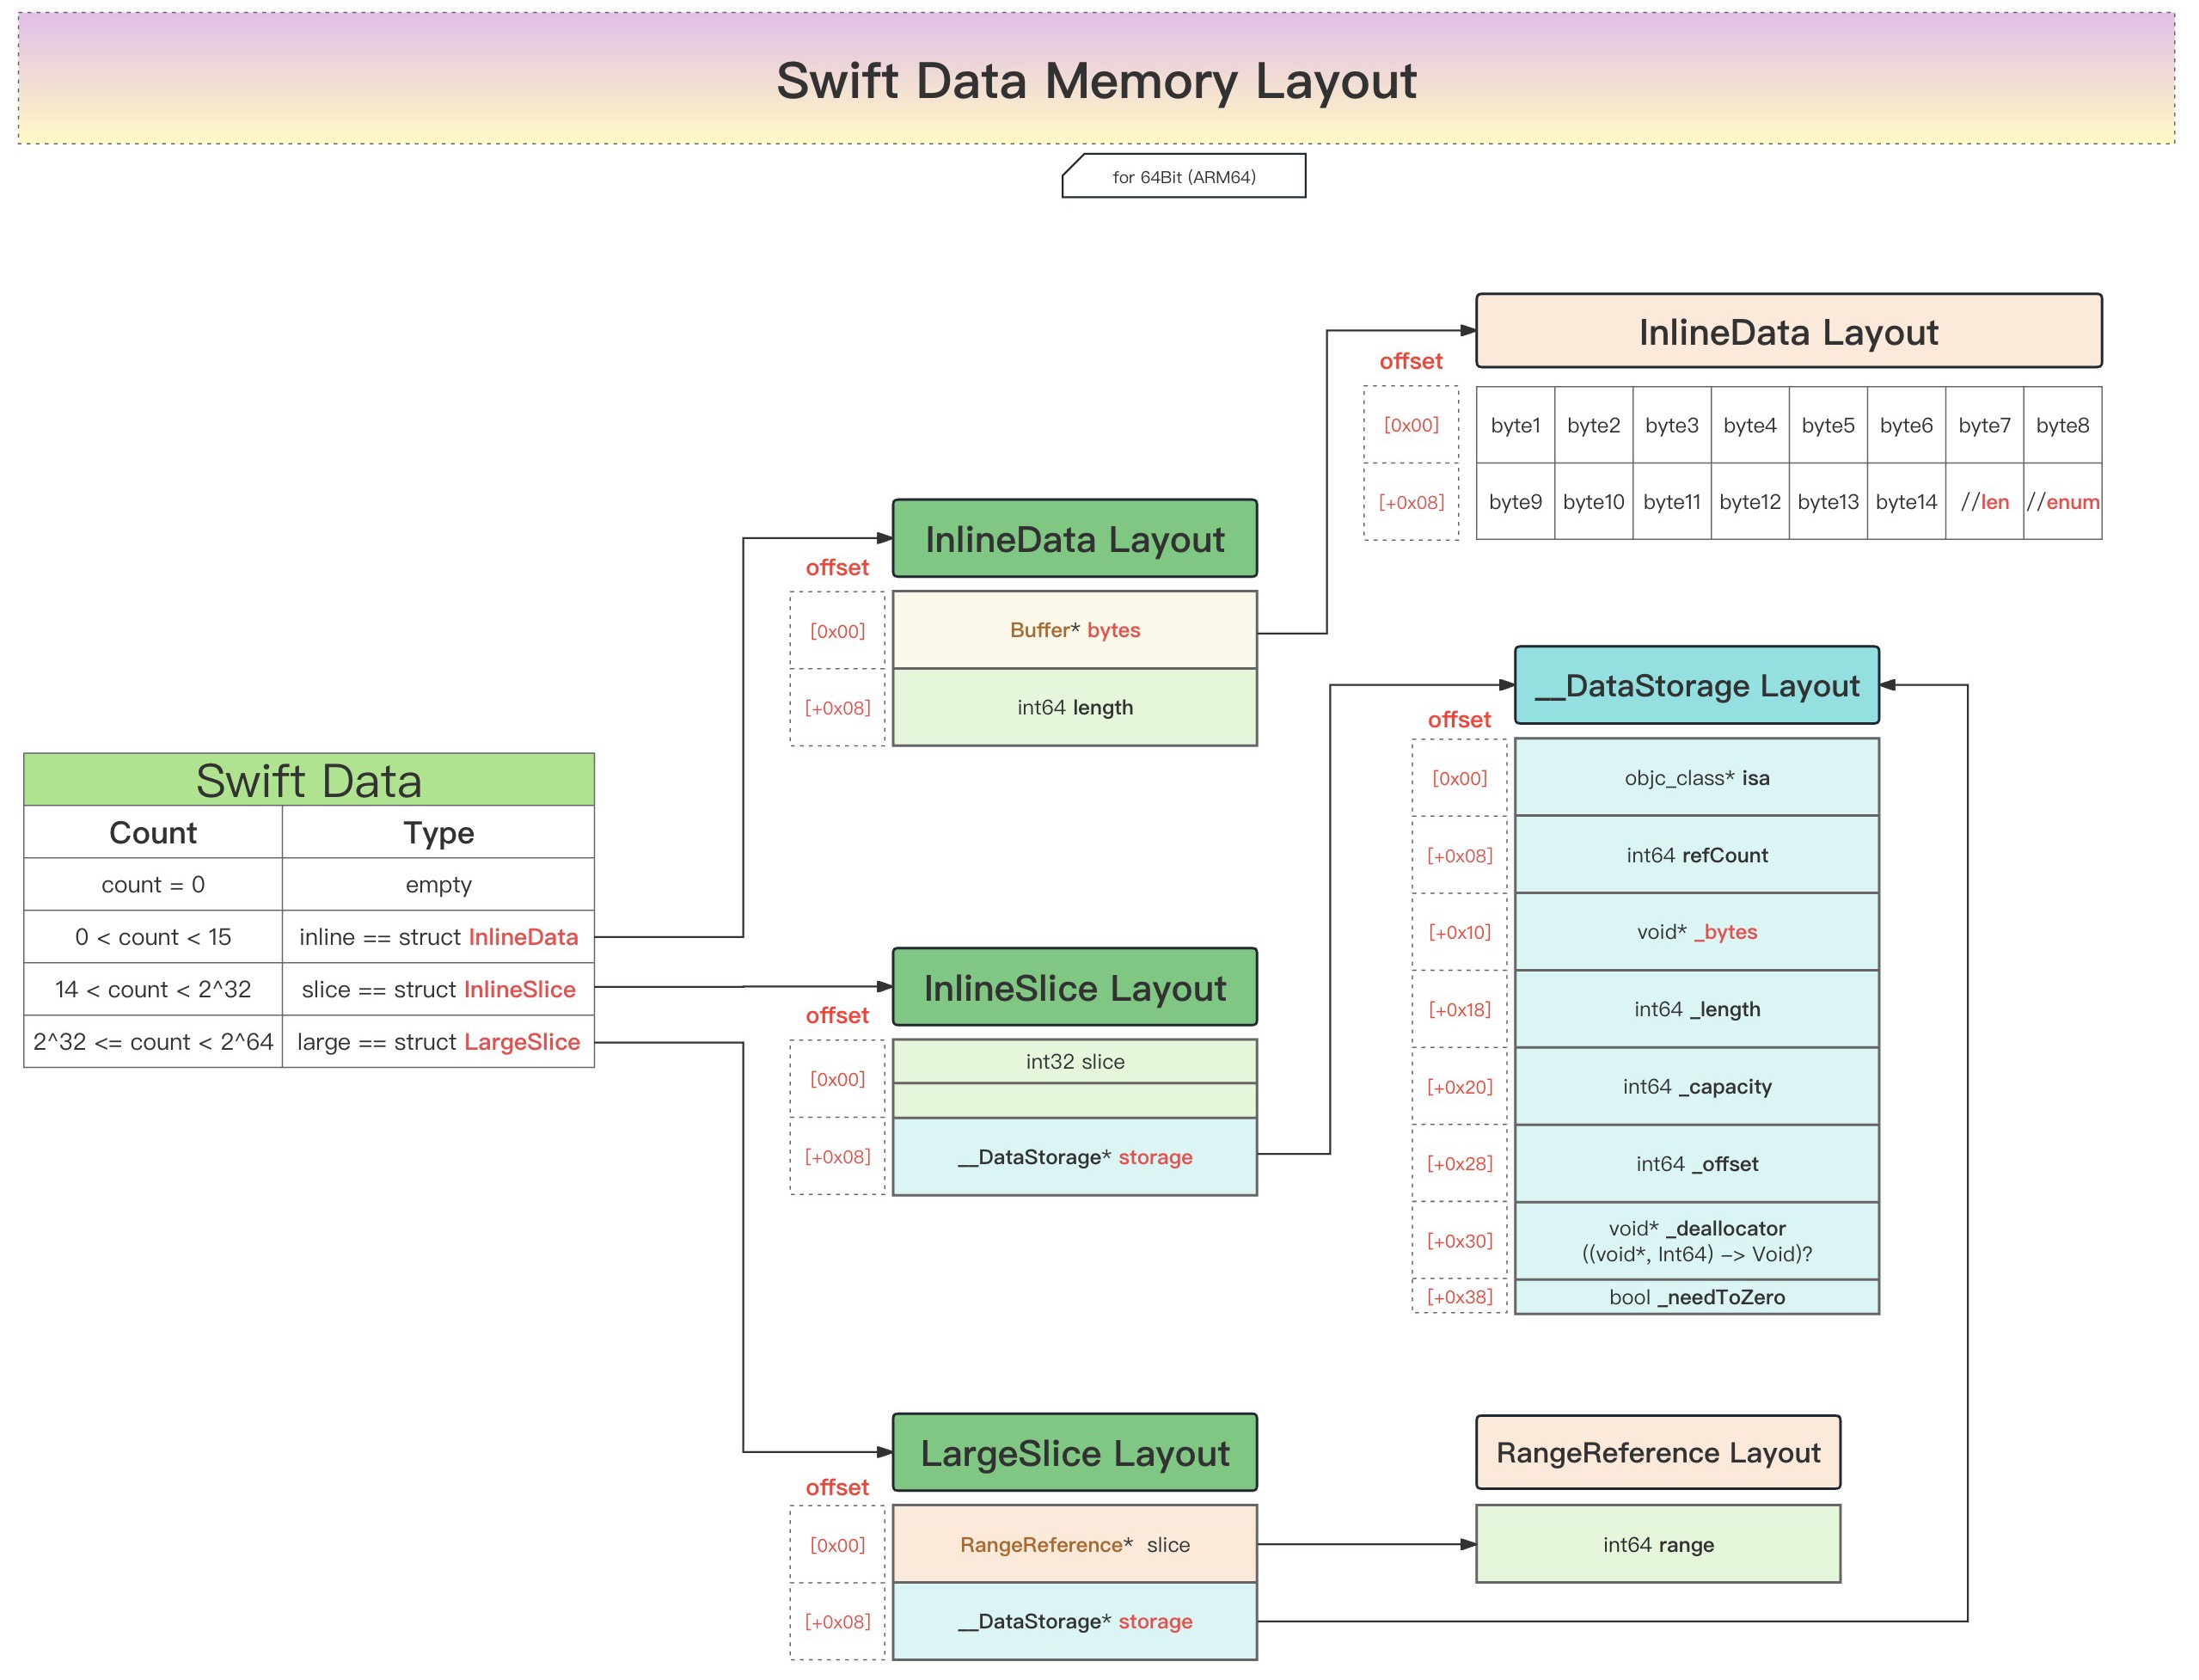 Swift Data Memory Layout
for 64Bit (ARM64)
InlineData Layout
offset
[0x00] byte1 byte2 byte3 byte4 byte5 byte6 byte7 byte8
[+0x08] byte9 byte10 byte11 byte12 byte13 byte14 //len //enum
InlineData Layout
offset
[0x00] Buffer* bytes
[+0x08] int64 length
__DataStorage Layout
offset
[0x00] objc_class* isa
[+0x08] int64 refCount
[+0x10] void* _bytes
[+0x18] int64 _length
[+0x20] int64 _capacity
[+0x28] int64 _offset
[+0x30] void* _deallocator
((void*, Int64) -> Void)?
[+0x38] bool _needToZero
Swift Data
Count Type
count = 0 empty
0 < count < 15 inline == struct InlineData
14 < count < 2^32 slice == struct InlineSlice
2^32 <= count < 2^64 large == struct LargeSlice
InlineSlice Layout
offset
[0x00] int32 slice
[+0x08] __DataStorage* storage
LargeSlice Layout
offset
[0x00] RangeReference* slice
[+0x08] __DataStorage* storage
RangeReference Layout
int64 range